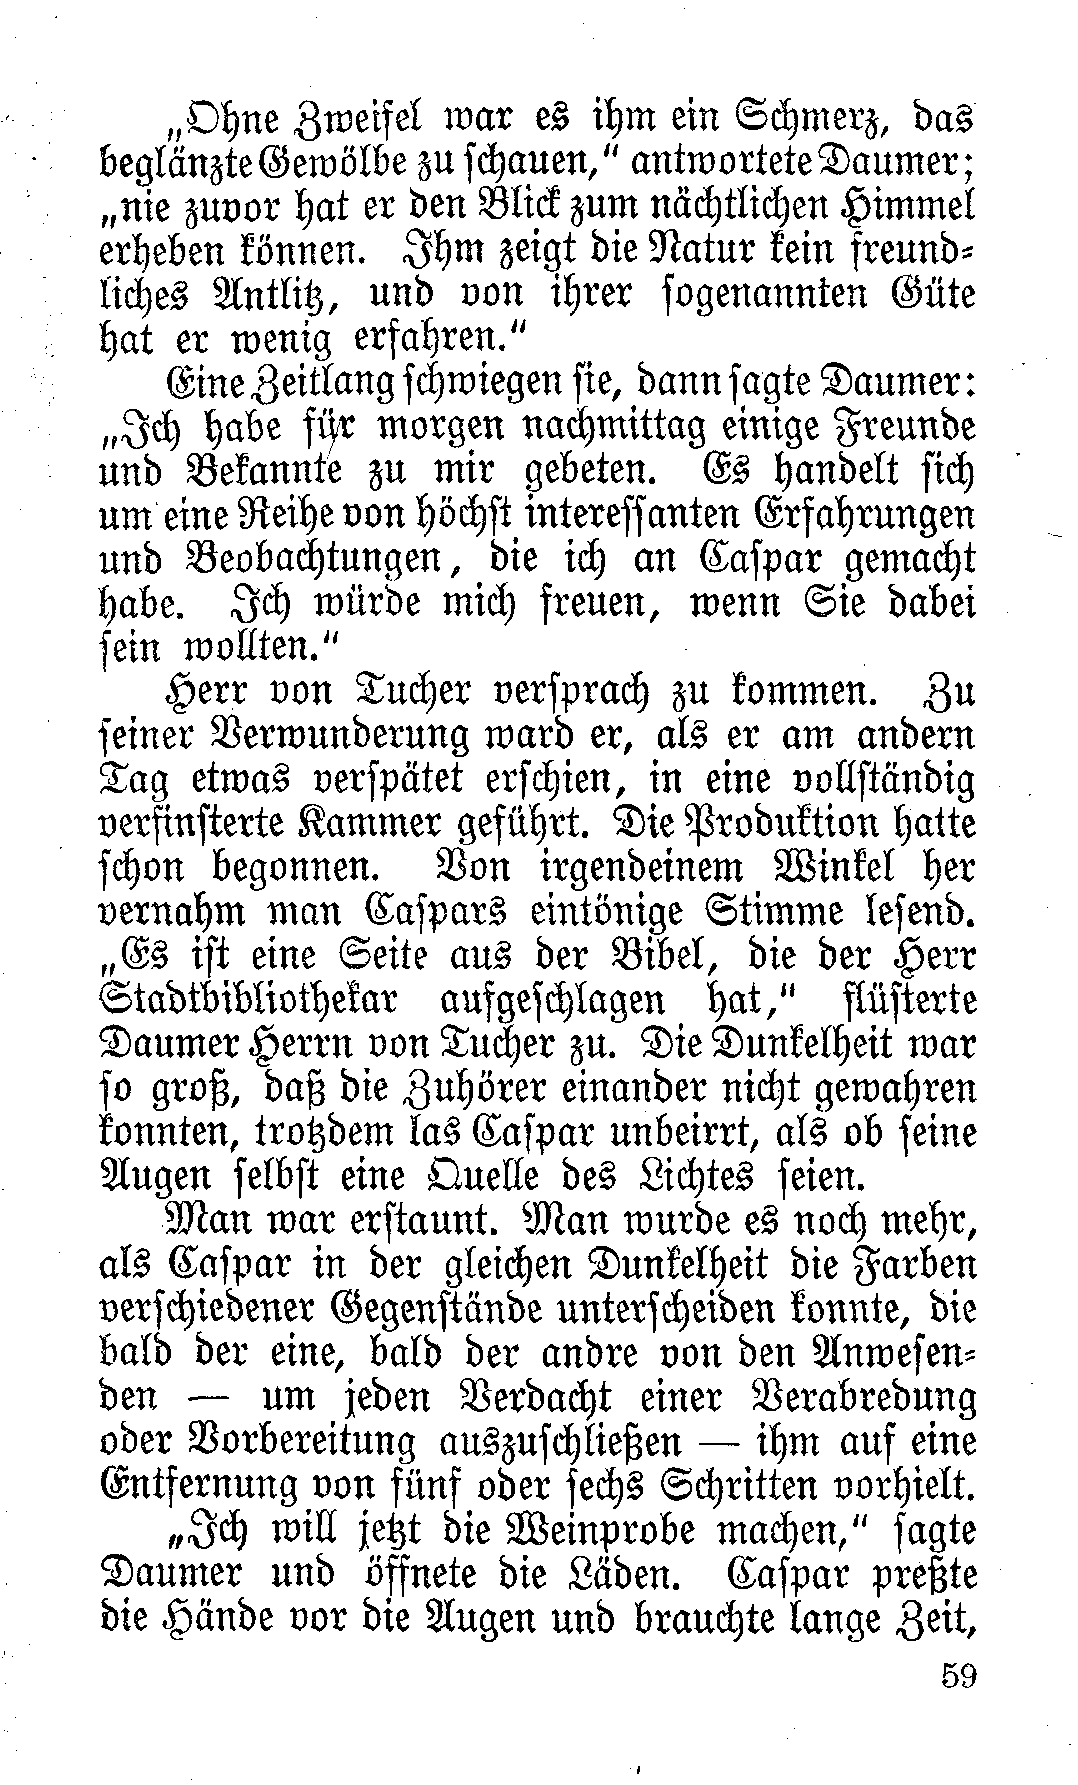 „Ohne Zweifel war es ihm ein Schmerz, das
beglänzte Gewölbe zu schauen,“ antwortete Daumer;
„nie zuvor hat er den Blick zum nächtlichen Himmel
erheben können. Ihm zeigt die Natur kein freund-
liches Antlitz, und von ihrer sogenannten Güte
hat er wenig erfahren.“
Eine Zeitlang schwiegen sie, dann sagte Daumer:
„Ich habe für morgen nachmittag einige Freunde
und Bekannte zu mir gebeten. Es handelt sich
um eine Reihe von höchst interessanten Erfahrungen
und Beobachtungen, die ich an Caspar gemacht
habe. Ich würde mich freuen, wenn Sie dabei
sein wollten.“
Herr von Tucher versprach zu kommen. Zu
seiner Verwunderung ward er, als er am andern
Tag etwas verspätet erschien, in eine vollständig
verfinsterte Kammer geführt. Die Produktion hatte
schon begonnen. Von irgendeinem Winkel her
vernahm man Caspars eintönige Stimme lesend.
„Es ist eine Seite aus der Bibel, die der Herr
Stadtbibliothekar aufgeschlagen hat,“ flüsterte
Daumer Herrn von Tucher zu. Die Dunkelheit war
so groß, daß die Zuhörer einander nicht gewahren
konnten, trotzdem las Caspar unbeirrt, als ob seine
Augen selbst eine Quelle des Lichtes seien.
Man war erstaunt. Man wurde es noch mehr,
als Caspar in der gleichen Dunkelheit die Farben
verschiedener Gegenstände unterscheiden konnte, die
bald der eine, bald der andre von den Anwesen-
den — um jeden Verdacht einer Verabredung
oder Vorbereitung auszuschließen — ihm auf eine
Entfernung von fünf oder sechs Schritten vorhielt.
„Ich will jetzt die Weinprobe machen,“ sagte
Daumer und öffnete die Läden. Caspar preßte
die Hände vor die Augen und brauchte lange Zeit,
59